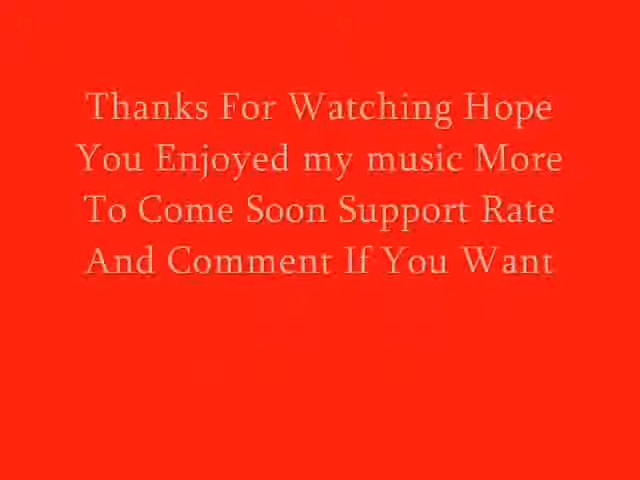 Thanks For Watching Hope
You Enjoyed my music More
To Come Soon Support Rate
And Comment If You Want